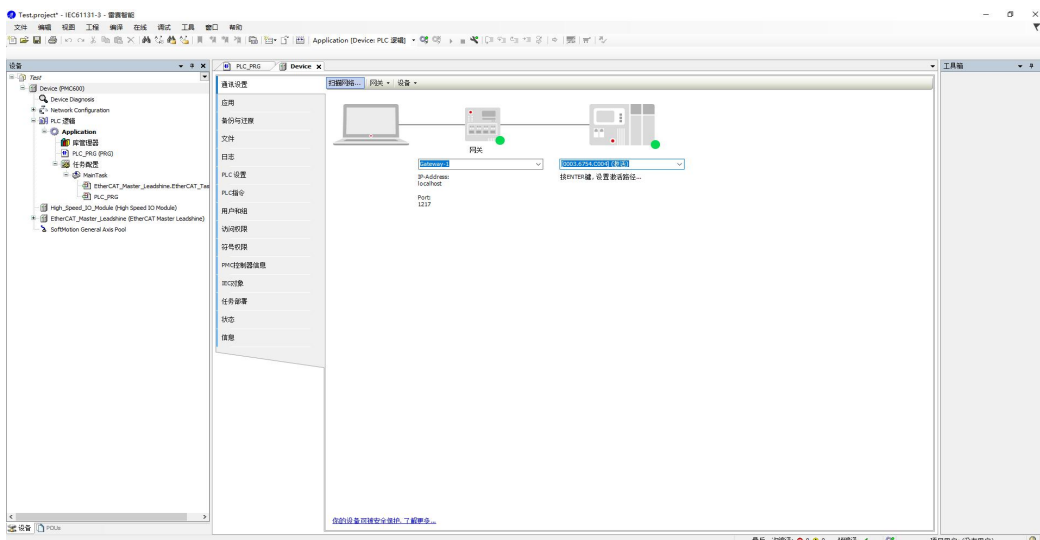 Test.project* - IEC61131-3 - 雷赛智能
文件 编辑 视图 工程 编译 在线 调试 工具 窗口 帮助
Application [Device: PLC 逻辑]
设备
Test
Device (PMC600)
Device Diagnosis
Network Configuration
PLC 逻辑
Application
库管理器
PLC_PRG (PRG)
任务配置
MainTask
EtherCAT_Master_Leadshine.EtherCAT_Tas
PLC_PRG
High_Speed_IO_Module (High Speed IO Module)
EtherCAT_Master_Leadshine (EtherCAT Master Leadshine)
SoftMotion General Axis Pool
设备 POUs
PLC_PRG Device
通讯设置
应用
备份与还原
文件
日志
PLC 设置
PLC指令
用户和组
访问权限
符号权限
PMC控制器信息
IEC对象
任务部署
状态
信息
扫描网络... 网关 设备
网关
Gateway-1
[0003.6754.C004] (激活)
IP-Address:
localhost
按ENTER键, 设置激活路径...
Port:
1217
你的设备可被安全保护. 了解更多...
工具箱